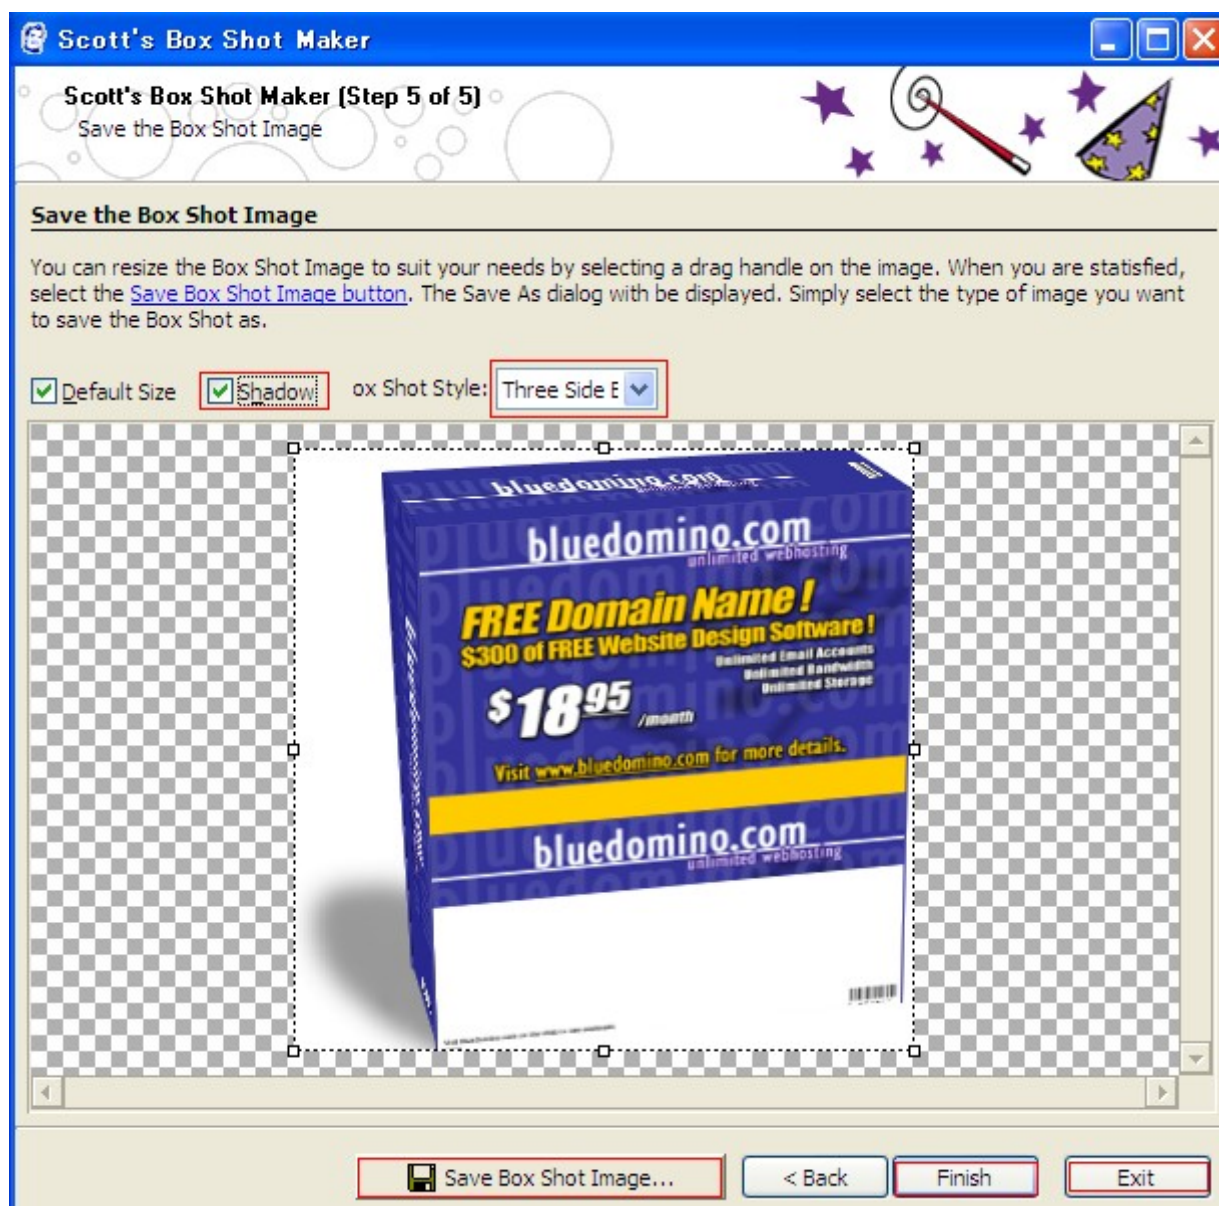 Scott's Box Shot Maker
Scott's Box Shot Maker (Step 5 of 5)
Save the Box Shot Image
Save the Box Shot Image
You can resize the Box Shot Image to suit your needs by selecting a drag handle on the image. When you are statisfied,
select the Save Box Shot Image button. The Save As dialog with be displayed. Simply select the type of image you want
to save the Box Shot as.
Default Size Shadow ox Shot Style: Three Side B
bluedomino.com
bluedomino.com
unlimited webhosting
FREE Domain Name !
$300 of FREE Website Design Software !
Unlimited Email Accounts
Unlimited Bandwidth
Unlimited Storage
$18 95 /month
Visit www.bluedomino.com for more details.
bluedomino.com
unlimited webhosting
Save Box Shot Image... < Back Finish Exit